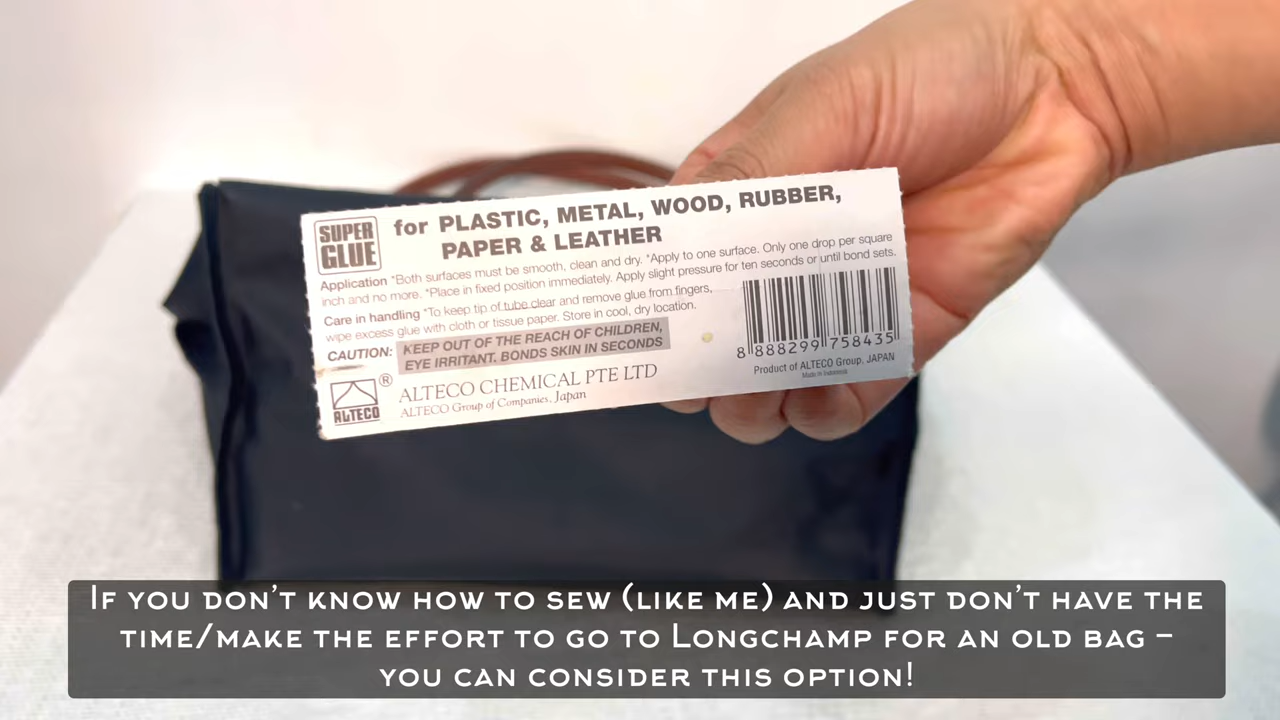 SUPER GLUE
for PLASTIC, METAL, WOOD, RUBBER,
PAPER & LEATHER
Application *Both surfaces must be smooth, clean and dry. *Apply to one surface. Only one drop per square
inch and no more. *Place in fixed position immediately. Apply slight pressure for ten seconds or until bond sets.
Care in handling *To keep tip of tube clear and remove glue from fingers,
wipe excess glue with cloth or tissue paper. Store in cool, dry location.
CAUTION: KEEP OUT OF THE REACH OF CHILDREN,
EYE IRRITANT. BONDS SKIN IN SECONDS
ALTECO ®
ALTECO CHEMICAL PTE LTD
ALTECO Group of Companies, Japan
8 888299 758435
Product of ALTECO Group, JAPAN
Made in Indonesia
If you don't know how to sew (like me) and just don't have the
time/make the effort to go to Longchamp for an old bag –
you can consider this option!